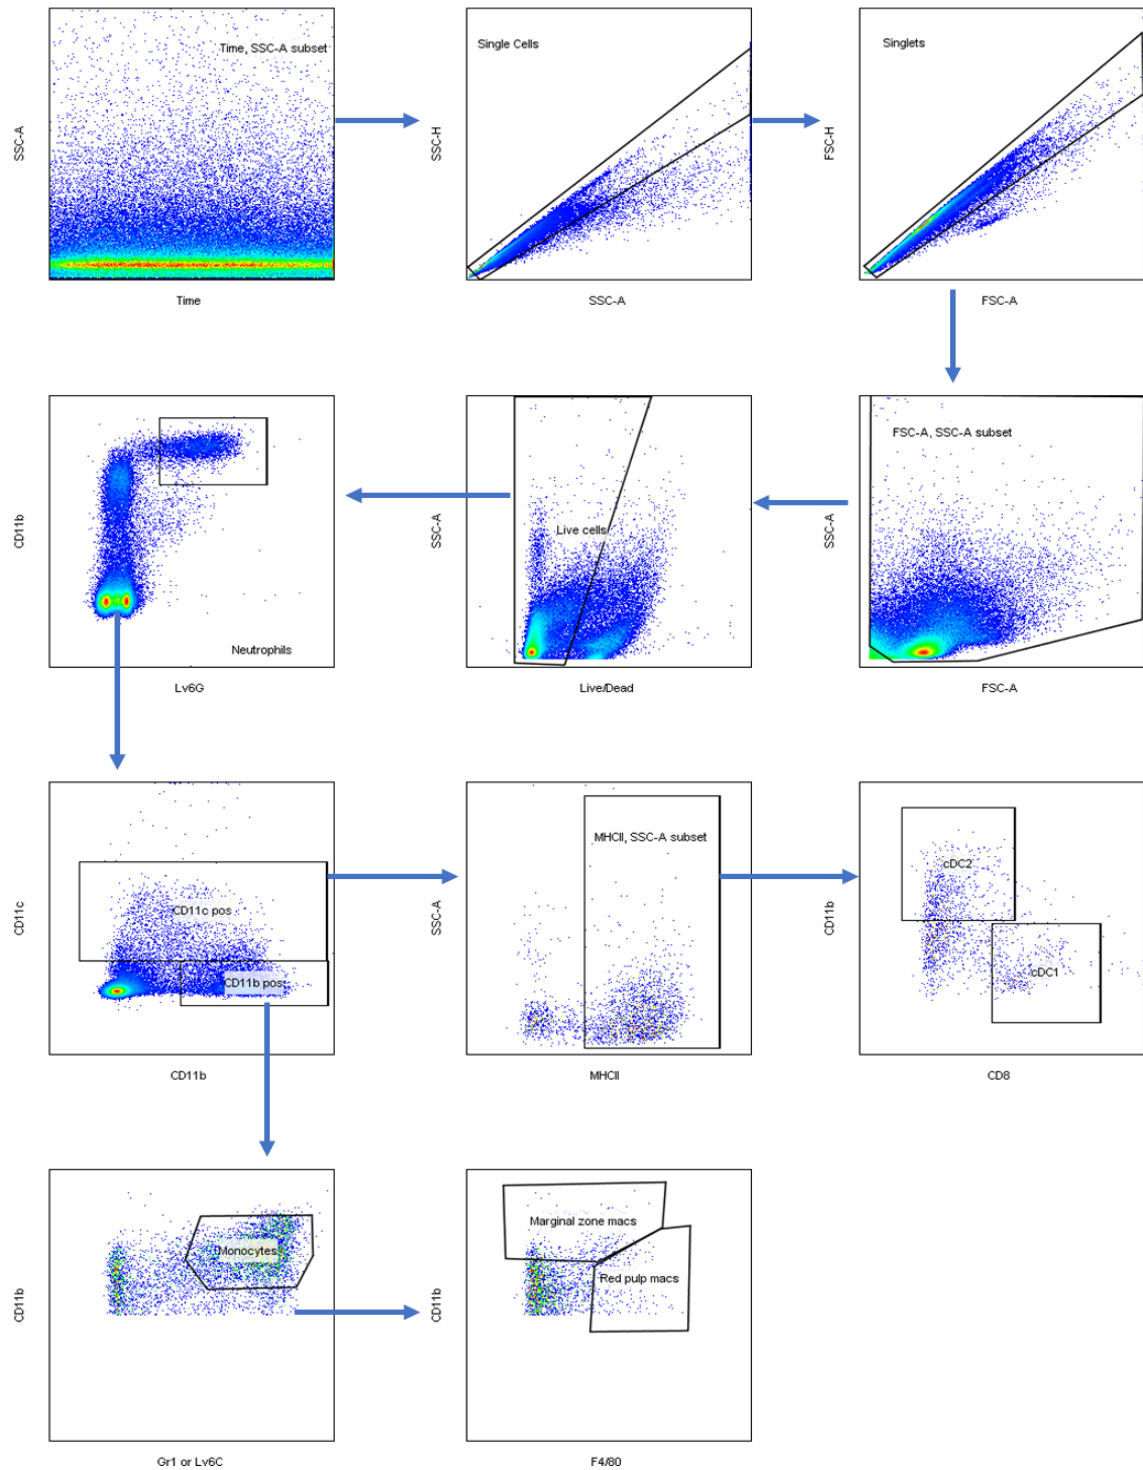 Time, SSC-A subset
SSC-A
Time
Single Cells
SSC-H
SSC-A
Singlets
FSC-H
FSC-A
CD11b
Neutrophils
Ly6G
SSC-A
Live cells
Live/Dead
FSC-A, SSC-A subset
SSC-A
FSC-A
CD11c
CD11c pos
CD11b pos
CD11b
MHCII, SSC-A subset
SSC-A
MHCII
cDC2
CD11b
cDC1
CD8
Monocytes
CD11b
Gr1 or Ly6C
Marginal zone macs
Red pulp macs
CD11b
F4/80